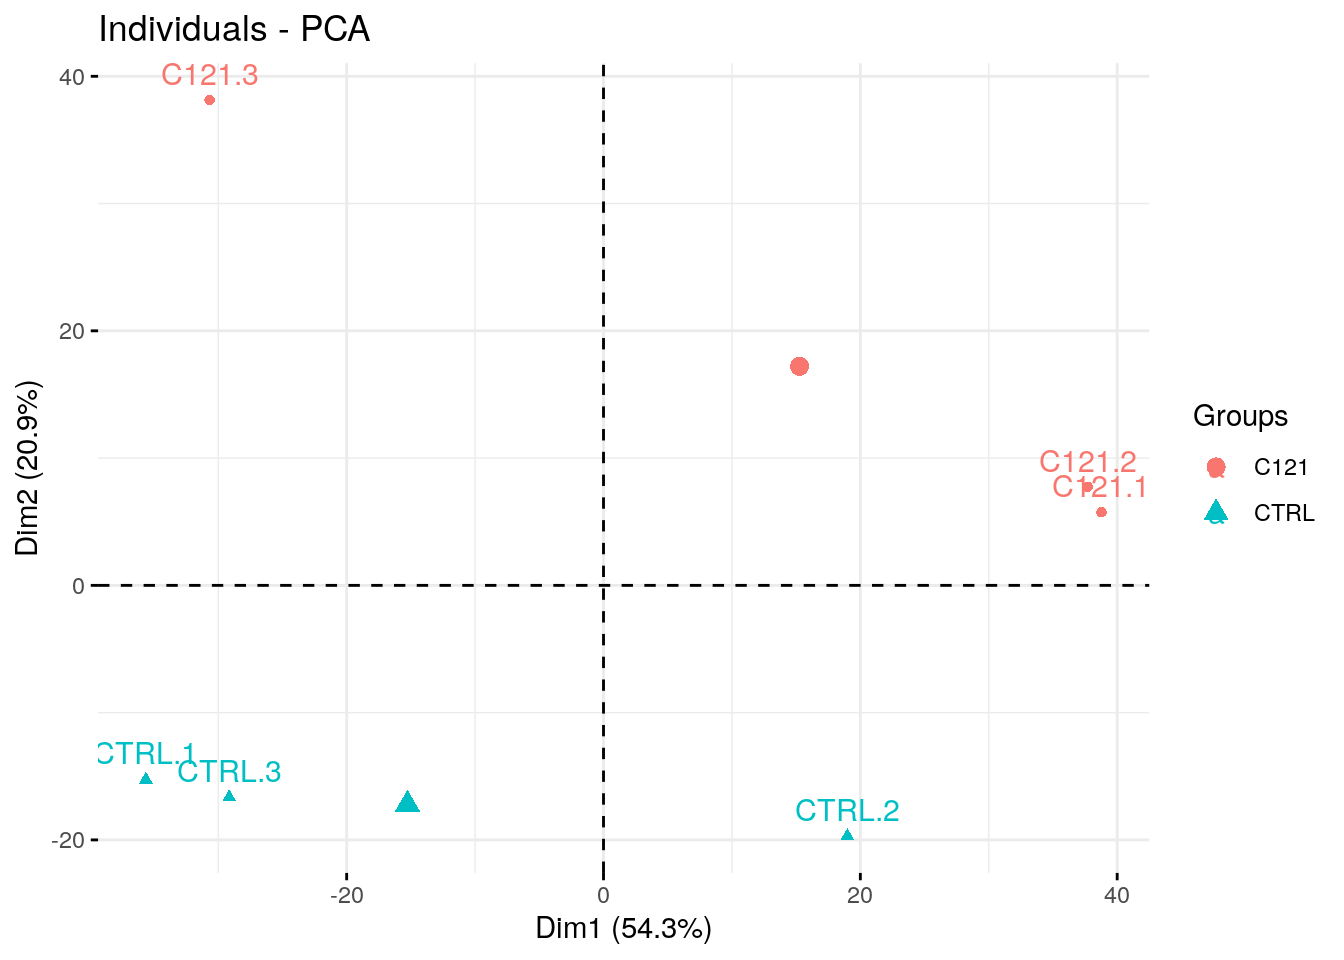 Individuals - PCA
40
C121.3
20
Dim2 (20.9%)
Groups
C121.2
C121
C121.1
CTRL
0
CTRL.1
CTRL.3
CTRL.2
-20
-20
0
20
40
Dim1 (54.3%)